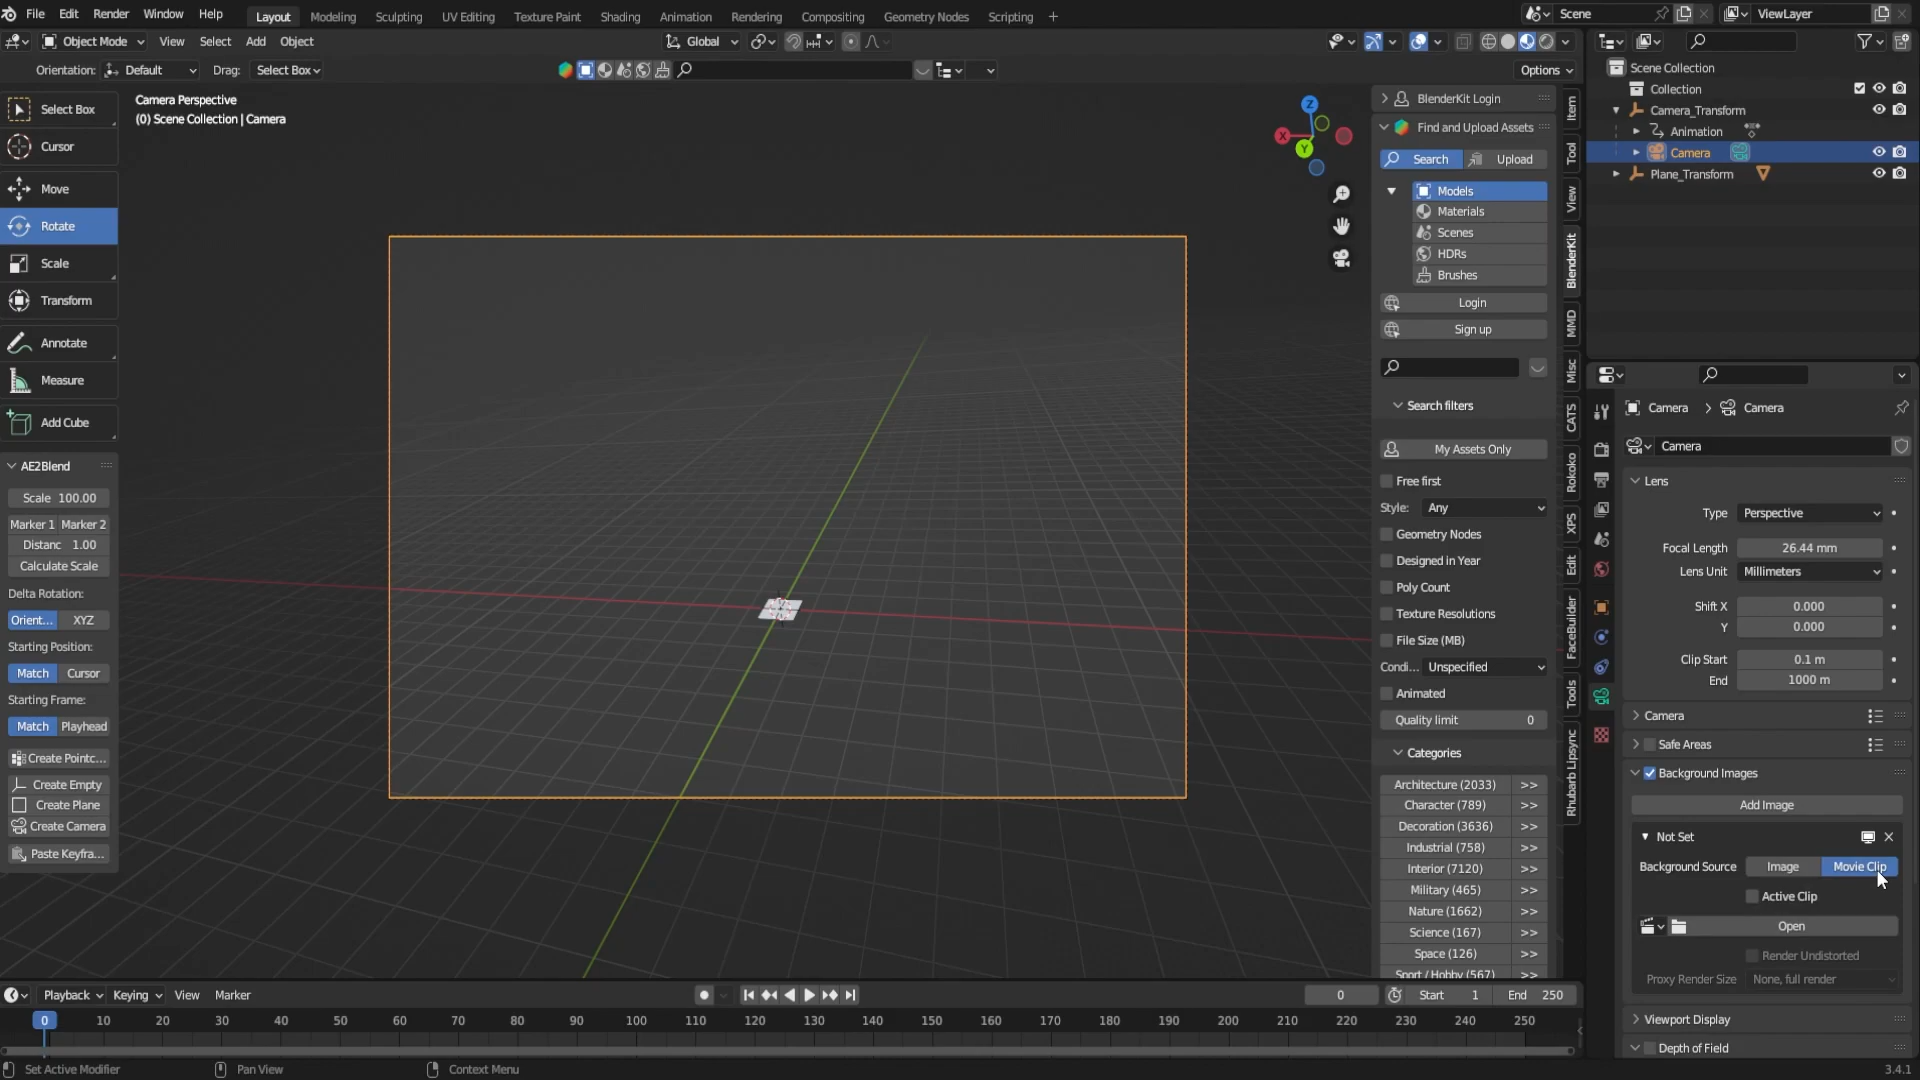 File Edit Render Window Help Layout Modeling Sculpting UV Editing Texture Paint Shading Animation Rendering Compositing Geometry Nodes Scripting + Scene ViewLayer
Object Mode View Select Add Object Global
Orientation: Default Drag: Select Box Options
Select Box
Cursor
Move
Rotate
Scale
Transform
Annotate
Measure
Add Cube
AE2Blend
Scale 100.00
Marker 1 Marker 2
Distanc 1.00
Calculate Scale
Delta Rotation:
Orient... XYZ
Starting Position:
Match Cursor
Starting Frame:
Match Playhead
Create Pointc...
Create Empty
Create Plane
Create Camera
Paste Keyfra...
Camera Perspective
(0) Scene Collection | Camera
Z
X
Y
BlenderKit Login
Find and Upload Assets
Search Upload
Models
Materials
Scenes
HDRs
Brushes
Login
Sign up
Search filters
My Assets Only
Free first
Style: Any
Geometry Nodes
Designed in Year
Poly Count
Texture Resolutions
File Size (MB)
Condi... Unspecified
Animated
Quality limit 0
Categories
Architecture (2033) >>
Character (789) >>
Decoration (3636) >>
Industrial (758) >>
Interior (7120) >>
Military (465) >>
Nature (1662) >>
Science (167) >>
Space (126) >>
Sport / Hobby (567) >>
Item
Tool
View
BlenderKit
MMD
Misc
CATS
Rokoko
XPS
Edit
FaceBuilder
Tools
Rhubarb Lipsync
Scene Collection
Collection
Camera_Transform
Animation
Camera
Plane_Transform
Camera > Camera
Camera
Lens
Type Perspective
Focal Length 26.44 mm
Lens Unit Millimeters
Shift X 0.000
Y 0.000
Clip Start 0.1 m
End 1000 m
Camera
Safe Areas
Background Images
Add Image
Not Set
Background Source Image Movie Clip
Active Clip
Open
Render Undistorted
Proxy Render Size None, full render
Viewport Display
Depth of Field
Playback Keying View Marker 0 Start 1 End 250
0 10 20 30 40 50 60 70 80 90 100 110 120 130 140 150 160 170 180 190 200 210 220 230 240 250
Set Active Modifier Pan View Context Menu 3.4.1